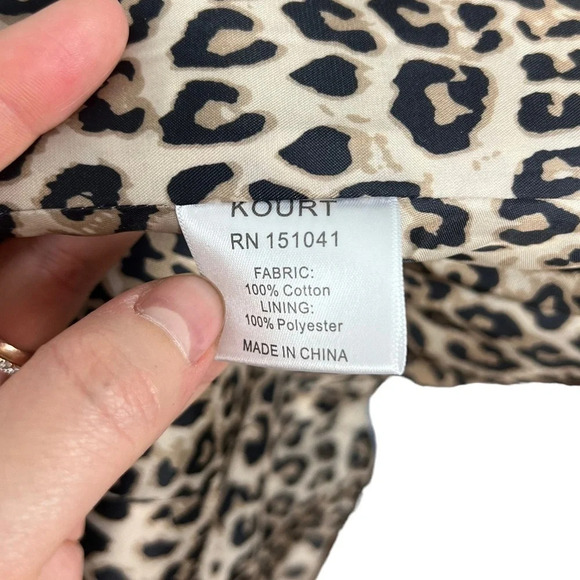 KOURT
RN 151041
FABRIC:
100% Cotton
LINING:
100% Polyester
MADE IN CHINA